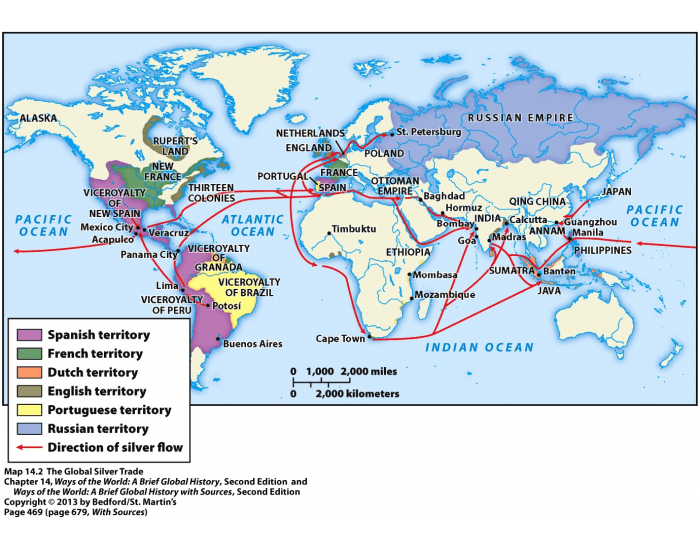 ALASKA
RUSSIAN EMPIRE
RUPERT'S
LAND
NETHERLANDS
ENGLAND
St. Petersburg
POLAND
NEW
FRANCE
FRANCE
PORTUGAL
SPAIN
OTTOMAN
EMPIRE
THIRTEEN
COLONIES
VICEROYALTY
OF
NEW SPAIN
Baghdad
Hormuz
QING CHINA
JAPAN
PACIFIC
OCEAN
ATLANTIC
OCEAN
Mexico City
Acapulco
Veracruz
Panama City
Timbuktu
Bombay
INDIA
Calcutta
Goa
Madras
ANNAM
Guangzhou
Manila
PHILIPPINES
PACIFIC
OCEAN
VICEROYALTY
OF
GRANADA
ETHIOPIA
SUMATRA
Banten
JAVA
Lima
VICEROYALTY
OF PERU
VICEROYALTY
OF BRAZIL
Potosí
Mombasa
Mozambique
Buenos Aires
Cape Town
INDIAN OCEAN
0 1,000 2,000 miles
0 2,000 kilometers
Spanish territory
French territory
Dutch territory
English territory
Portuguese territory
Russian territory
Direction of silver flow
Map 14.2 The Global Silver Trade
Chapter 14, Ways of the World: A Brief Global History, Second Edition and
Ways of the World: A Brief Global History with Sources, Second Edition
Copyright © 2013 by Bedford/St. Martin's
Page 469 (page 679, With Sources)